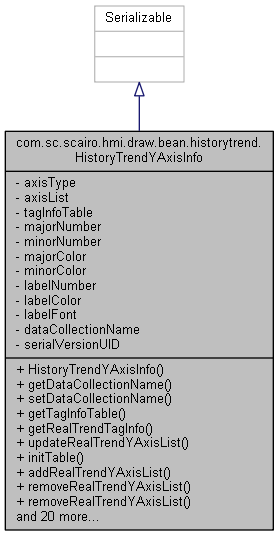 Serializable
com.sc.scairo.hmi.draw.bean.historytrend.
HistoryTrendYAxisInfo
- axisType
- axisList
- tagInfoTable
- majorNumber
- minorNumber
- majorColor
- minorColor
- labelNumber
- labelColor
- labelFont
- dataCollectionName
- serialVersionUID
+ HistoryTrendYAxisInfo()
+ getDataCollectionName()
+ setDataCollectionName()
+ getTagInfoTable()
+ getRealTrendTagInfo()
+ updateRealTrendYAxisList()
+ initTable()
+ addRealTrendYAxisList()
+ removeRealTrendYAxisList()
+ removeRealTrendYAxisList()
and 20 more...